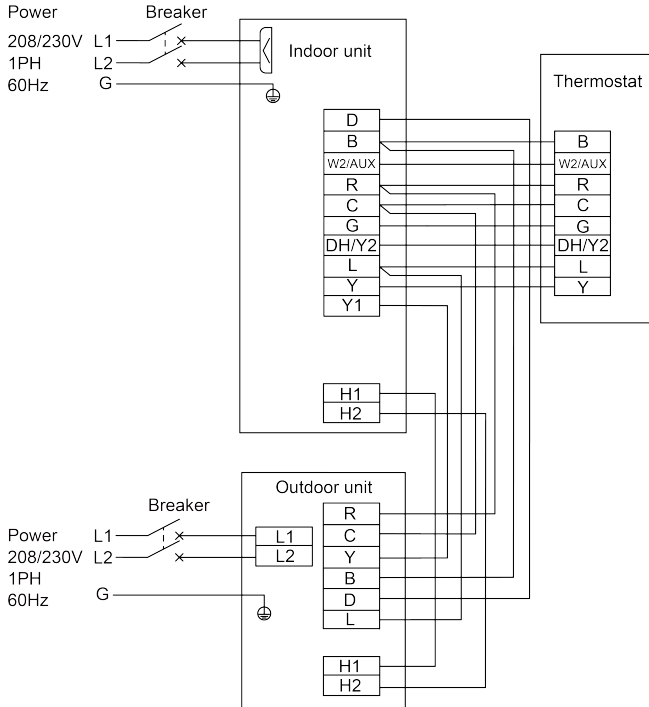 Power
Breaker
208/230V L1
1PH L2
60Hz G
Indoor unit
Thermostat
D
B
W2/AUX
R
C
G
DH/Y2
L
Y
Y1
H1
H2
B
W2/AUX
R
C
G
DH/Y2
L
Y
Outdoor unit
Breaker
Power L1
208/230V L2
1PH
60Hz G
L1
L2
R
C
Y
B
D
L
H1
H2